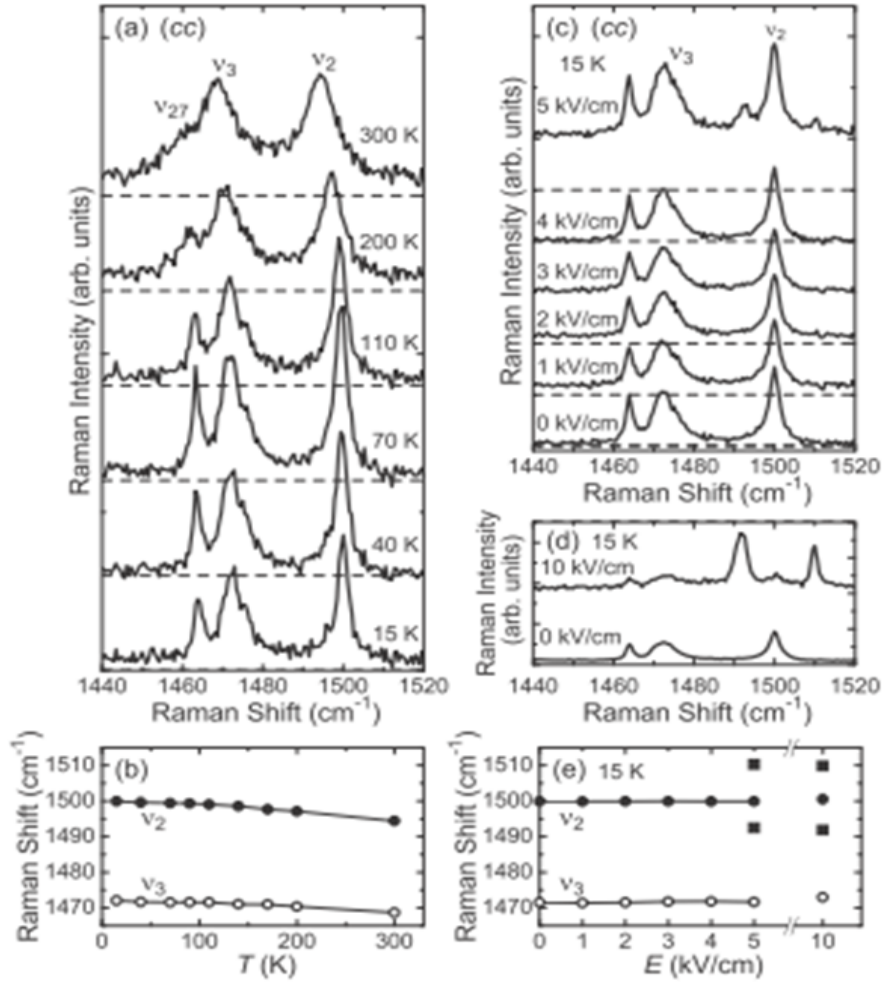 (a) (cc)
ν3
ν2
ν27
300 K
200 K
110 K
70 K
40 K
15 K
Raman Intensity (arb. units)
1440 1460 1480 1500 1520
Raman Shift (cm-1)
(c) (cc)
ν2
ν3
15 K
5 kV/cm
4 kV/cm
3 kV/cm
2 kV/cm
1 kV/cm
0 kV/cm
Raman Intensity (arb. units)
1440 1460 1480 1500 1520
Raman Shift (cm-1)
(d) 15 K
10 kV/cm
0 kV/cm
Raman Intensity
(arb. units)
1440 1460 1480 1500 1520
Raman Shift (cm-1)
(b)
1510
1500
1490
1480
1470
ν2
ν3
Raman Shift (cm-1)
0 100 200 300
T (K)
(e) 15 K
1510
1500
1490
1480
1470
ν2
ν3
Raman Shift (cm-1)
0 1 2 3 4 5 10
E (kV/cm)